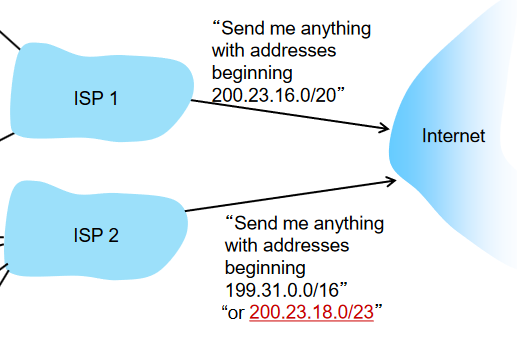 “Send me anything
with addresses
beginning
200.23.16.0/20”
ISP 1
Internet
ISP 2
“Send me anything
with addresses
beginning
199.31.0.0/16”
“or 200.23.18.0/23”